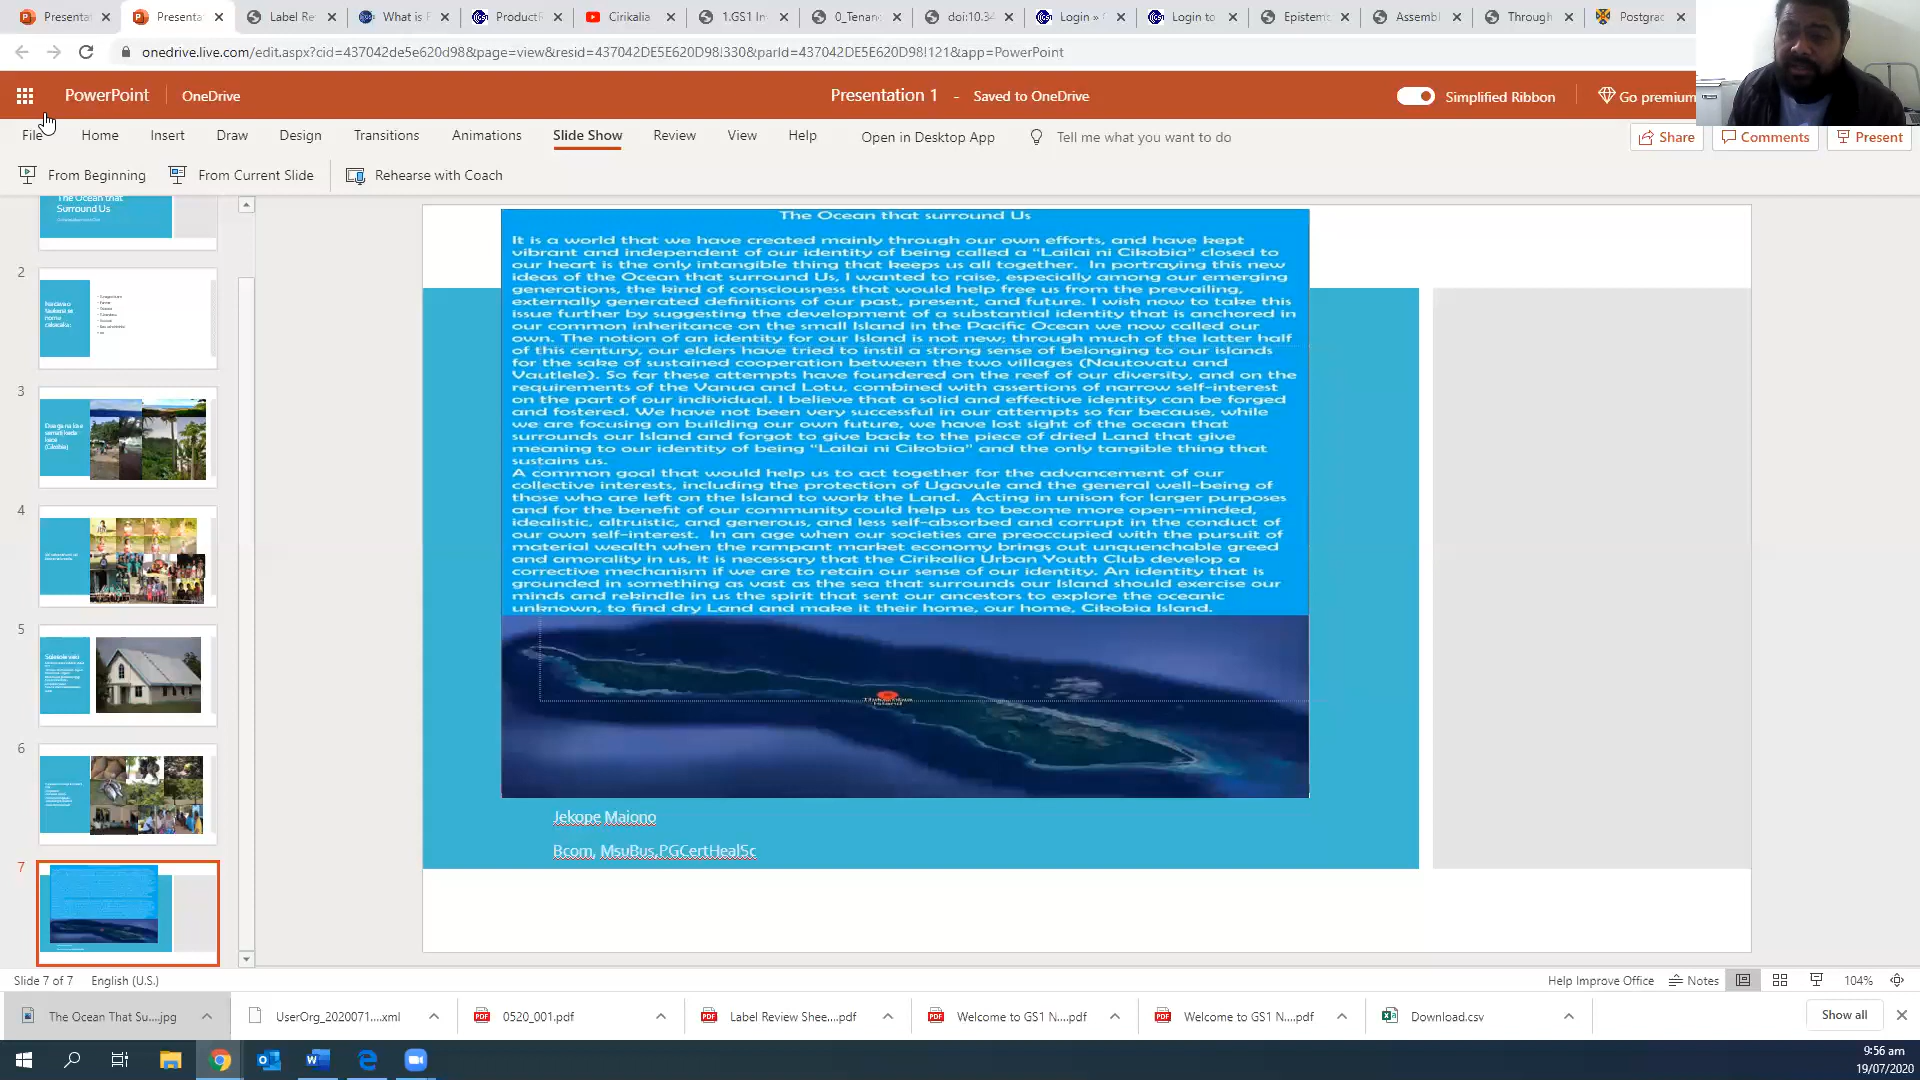 Presenta
Presenta
Label Re
What is F
ProductF
Cirikalia
1.GS1 In
0_Tenan
doi:10.34
Login »
Login to
Epistem
Assembl
Through
Postgrac
onedrive.live.com/edit.aspx?cid=437042de5e620d98&page=view&resid=437042DE5E620D98!330&parId=437042DE5E620D98!121&app=PowerPoint
PowerPoint
OneDrive
Presentation 1 - Saved to OneDrive
Simplified Ribbon
Go premium
File
Home
Insert
Draw
Design
Transitions
Animations
Slide Show
Review
View
Help
Open in Desktop App
Tell me what you want to do
Share
Comments
Present
From Beginning
From Current Slide
Rehearse with Coach
The Ocean that
Surround Us
2
3
4
5
6
7
The Ocean that surround Us
It is a world that we have created mainly through our own efforts, and have kept
vibrant and independent of our identity of being called a "Lailai ni Cikobia" closed to
our heart is the only intangible thing that keeps us all together. In portraying this new
ideas of the Ocean that surround Us, I wanted to raise, especially among our emerging
generations, the kind of consciousness that would help free us from the prevailing,
externally generated definitions of our past, present, and future. I wish now to take this
issue further by suggesting the development of a substantial identity that is anchored in
our common inheritance on the small Island in the Pacific Ocean we now called our
own. The notion of an identity for our Island is not new; through much of the latter half
of this century, our elders have tried to instil a strong sense of belonging to our islands
for the sake of sustained cooperation between the two villages (Nautovatu and
Vautlele). So far these attempts have foundered on the reef of our diversity, and on the
requirements of the Vanua and Lotu, combined with assertions of narrow self-interest
on the part of our individual. I believe that a solid and effective identity can be forged
and fostered. We have not been very successful in our attempts so far because, while
we are focusing on building our own future, we have lost sight of the ocean that
surrounds our Island and forgot to give back to the piece of dried Land that give
meaning to our identity of being "Lailai ni Cikobia" and the only tangible thing that
sustains us.
A common goal that would help us to act together for the advancement of our
collective interests, including the protection of Ugavule and the general well-being of
those who are left on the Island to work the Land. Acting in unison for larger purposes
and for the benefit of our community could help us to become more open-minded,
idealistic, altruistic, and generous, and less self-absorbed and corrupt in the conduct of
our own self-interest. In an age when our societies are preoccupied with the pursuit of
material wealth when the rampant market economy brings out unquenchable greed
and amorality in us, it is necessary that the Cirikalia Urban Youth Club develop a
corrective mechanism if we are to retain our sense of our identity. An identity that is
grounded in something as vast as the sea that surrounds our Island should exercise our
minds and rekindle in us the spirit that sent our ancestors to explore the oceanic
unknown, to find dry Land and make it their home, our home, Cikobia Island.
Island
Jekope Maiono
Bcom, MsuBus,PGCertHealSc
Slide 7 of 7
English (U.S.)
Help Improve Office
Notes
104%
The Ocean That Su....jpg
UserOrg_2020071....xml
0520_001.pdf
Label Review Shee....pdf
Welcome to GS1 N....pdf
Welcome to GS1 N....pdf
Download.csv
Show all
9:56 am
19/07/2020